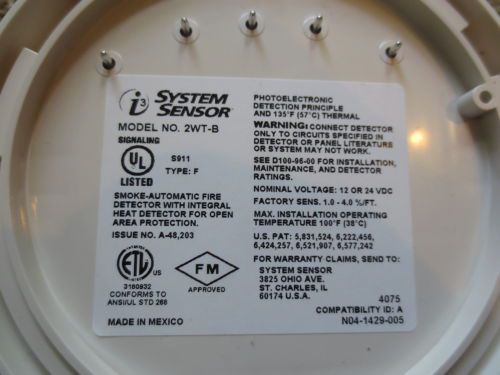 i3 SYSTEM SENSOR®
MODEL NO. 2WT-B
SIGNALING
UL
LISTED
S911
TYPE: F
SMOKE-AUTOMATIC FIRE
DETECTOR WITH INTEGRAL
HEAT DETECTOR FOR OPEN
AREA PROTECTION.
ISSUE NO. A-48,203
ETL US
3180932
CONFORMS TO
ANSI/UL STD 268
FM
APPROVED
MADE IN MEXICO
PHOTOELECTRONIC
DETECTION PRINCIPLE
AND 135°F (57°C) THERMAL
WARNING: CONNECT DETECTOR
ONLY TO CIRCUITS SPECIFIED IN
DETECTOR OR PANEL LITERATURE
OR SYSTEM MAY NOT WORK.
SEE D100-96-00 FOR INSTALLATION,
MAINTENANCE, AND DETECTOR
RATINGS.
NOMINAL VOLTAGE: 12 OR 24 VDC
FACTORY SENS. 1.0 - 4.0 %/FT.
MAX. INSTALLATION OPERATING
TEMPERATURE 100°F (38°C)
U.S. PAT: 5,831,524, 6,222,456,
6,424,257, 6,521,907, 6,577,242
FOR WARRANTY CLAIMS, SEND TO:
SYSTEM SENSOR
3825 OHIO AVE.
ST. CHARLES, IL
60174 U.S.A.
4075
COMPATIBILITY ID: A
N04-1429-005